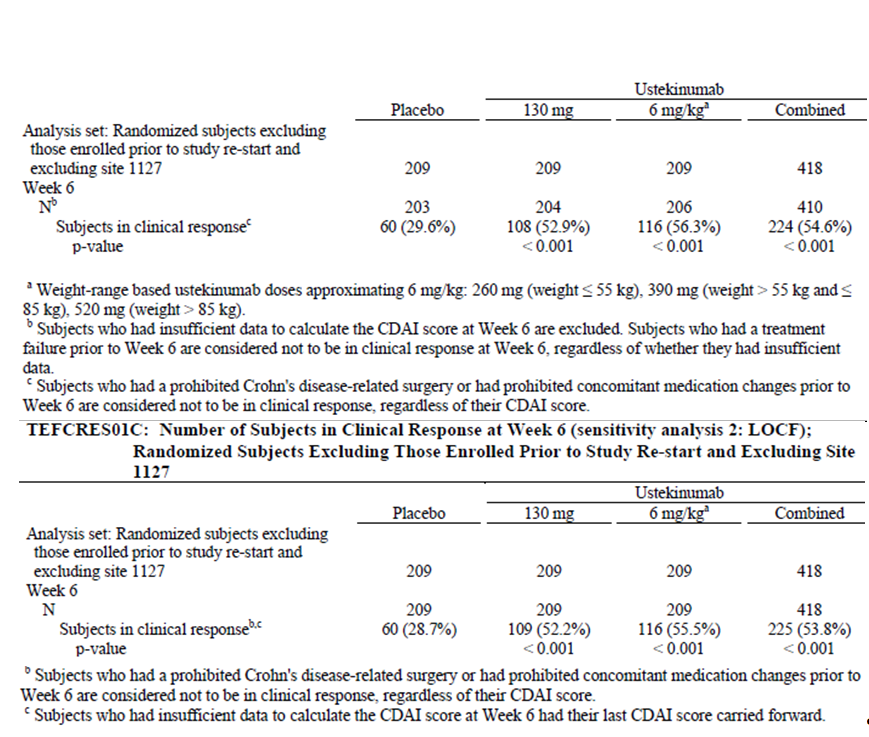 Ustekinumab
Placebo 130 mg 6 mg/kgᵃ Combined
Analysis set: Randomized subjects excluding
those enrolled prior to study re-start and
excluding site 1127 209 209 209 418
Week 6
Nᵇ 203 204 206 410
Subjects in clinical responseᶜ 60 (29.6%) 108 (52.9%) 116 (56.3%) 224 (54.6%)
p-value < 0.001 < 0.001 < 0.001
ᵃ Weight-range based ustekinumab doses approximating 6 mg/kg: 260 mg (weight ≤ 55 kg), 390 mg (weight > 55 kg and ≤
85 kg), 520 mg (weight > 85 kg).
ᵇ Subjects who had insufficient data to calculate the CDAI score at Week 6 are excluded. Subjects who had a treatment
failure prior to Week 6 are considered not to be in clinical response at Week 6, regardless of whether they had insufficient
data.
ᶜ Subjects who had a prohibited Crohn's disease-related surgery or had prohibited concomitant medication changes prior to
Week 6 are considered not to be in clinical response, regardless of their CDAI score.
TEFCRES01C: Number of Subjects in Clinical Response at Week 6 (sensitivity analysis 2: LOCF);
Randomized Subjects Excluding Those Enrolled Prior to Study Re-start and Excluding Site
1127
Ustekinumab
Placebo 130 mg 6 mg/kgᵃ Combined
Analysis set: Randomized subjects excluding
those enrolled prior to study re-start and
excluding site 1127 209 209 209 418
Week 6
N 209 209 209 418
Subjects in clinical responseᵇ,ᶜ 60 (28.7%) 109 (52.2%) 116 (55.5%) 225 (53.8%)
p-value < 0.001 < 0.001 < 0.001
ᵇ Subjects who had a prohibited Crohn's disease-related surgery or had prohibited concomitant medication changes prior to
Week 6 are considered not to be in clinical response, regardless of their CDAI score.
ᶜ Subjects who had insufficient data to calculate the CDAI score at Week 6 had their last CDAI score carried forward.